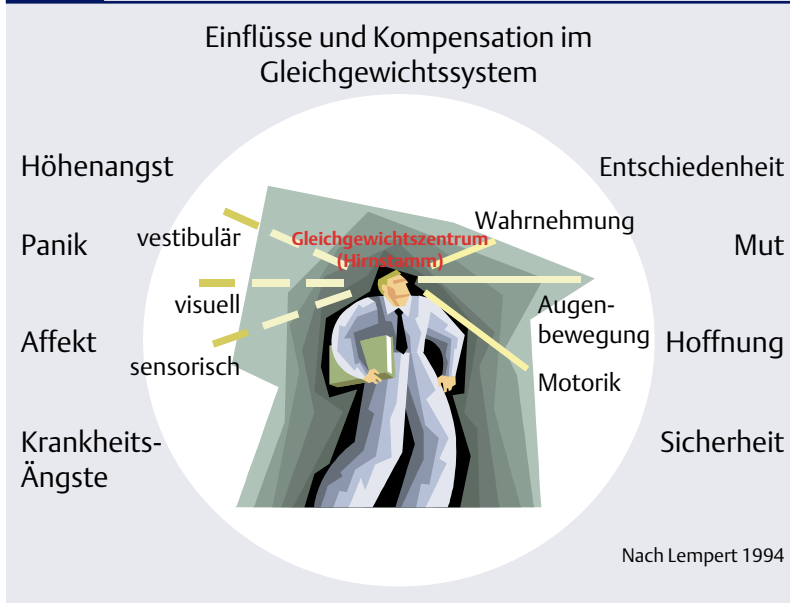 Einflüsse und Kompensation im
Gleichgewichtssystem
Höhenangst
Panik
Affekt
Krankheits-
Ängste
vestibulär
visuell
sensorisch
Gleichgewichtszentrum
(Hirnstamm)
Wahrnehmung
Augen-
bewegung
Motorik
Entschiedenheit
Mut
Hoffnung
Sicherheit
Nach Lempert 1994